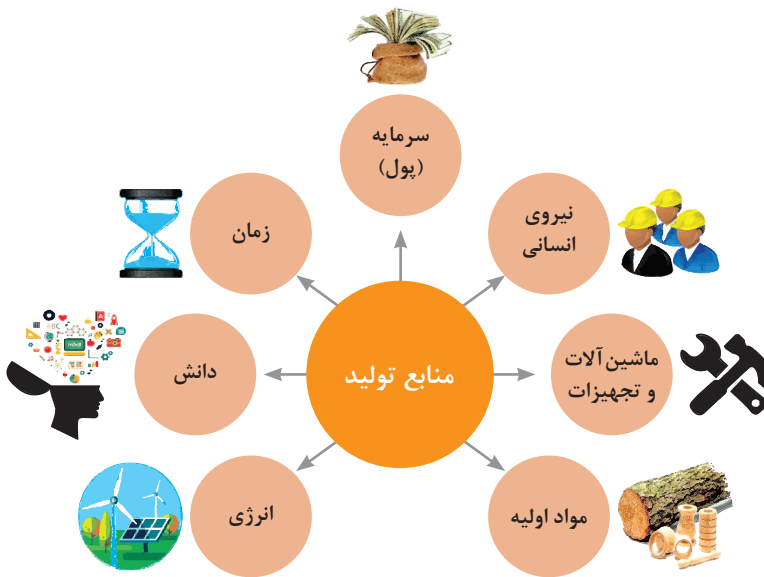 سرمایه
(پول)
نیروی
انسانی
زمان
ماشین‌آلات
و تجهیزات
منابع تولید
دانش
مواد اولیه
انرژی